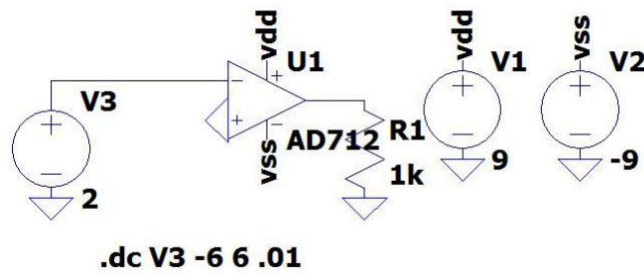 vdd
U1
V3
vss
AD712
R1
1k
2
vdd
V1
9
vss
V2
-9
.dc V3 -6 6 .01